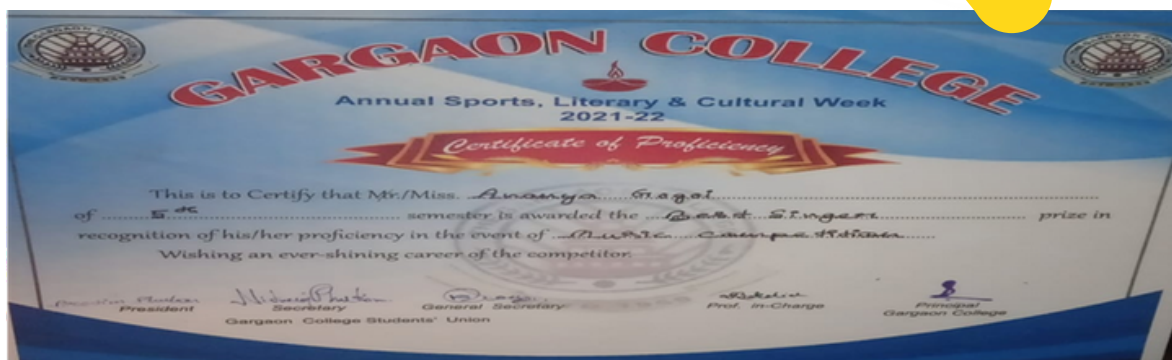 GARGAON COLLEGE
Annual Sports, Literary & Cultural Week
2021-22
Certificate of Proficiency
This is to Certify that Mr./Miss. Ananya Gogoi
of 5th semester is awarded the Best Singer prize in
recognition of his/her proficiency in the event of Music Competition
Wishing an ever-shining career of the competitor.
President Secretary General Secretary Prof. In-Charge Principal
Gargaon College Students' Union Gargaon College